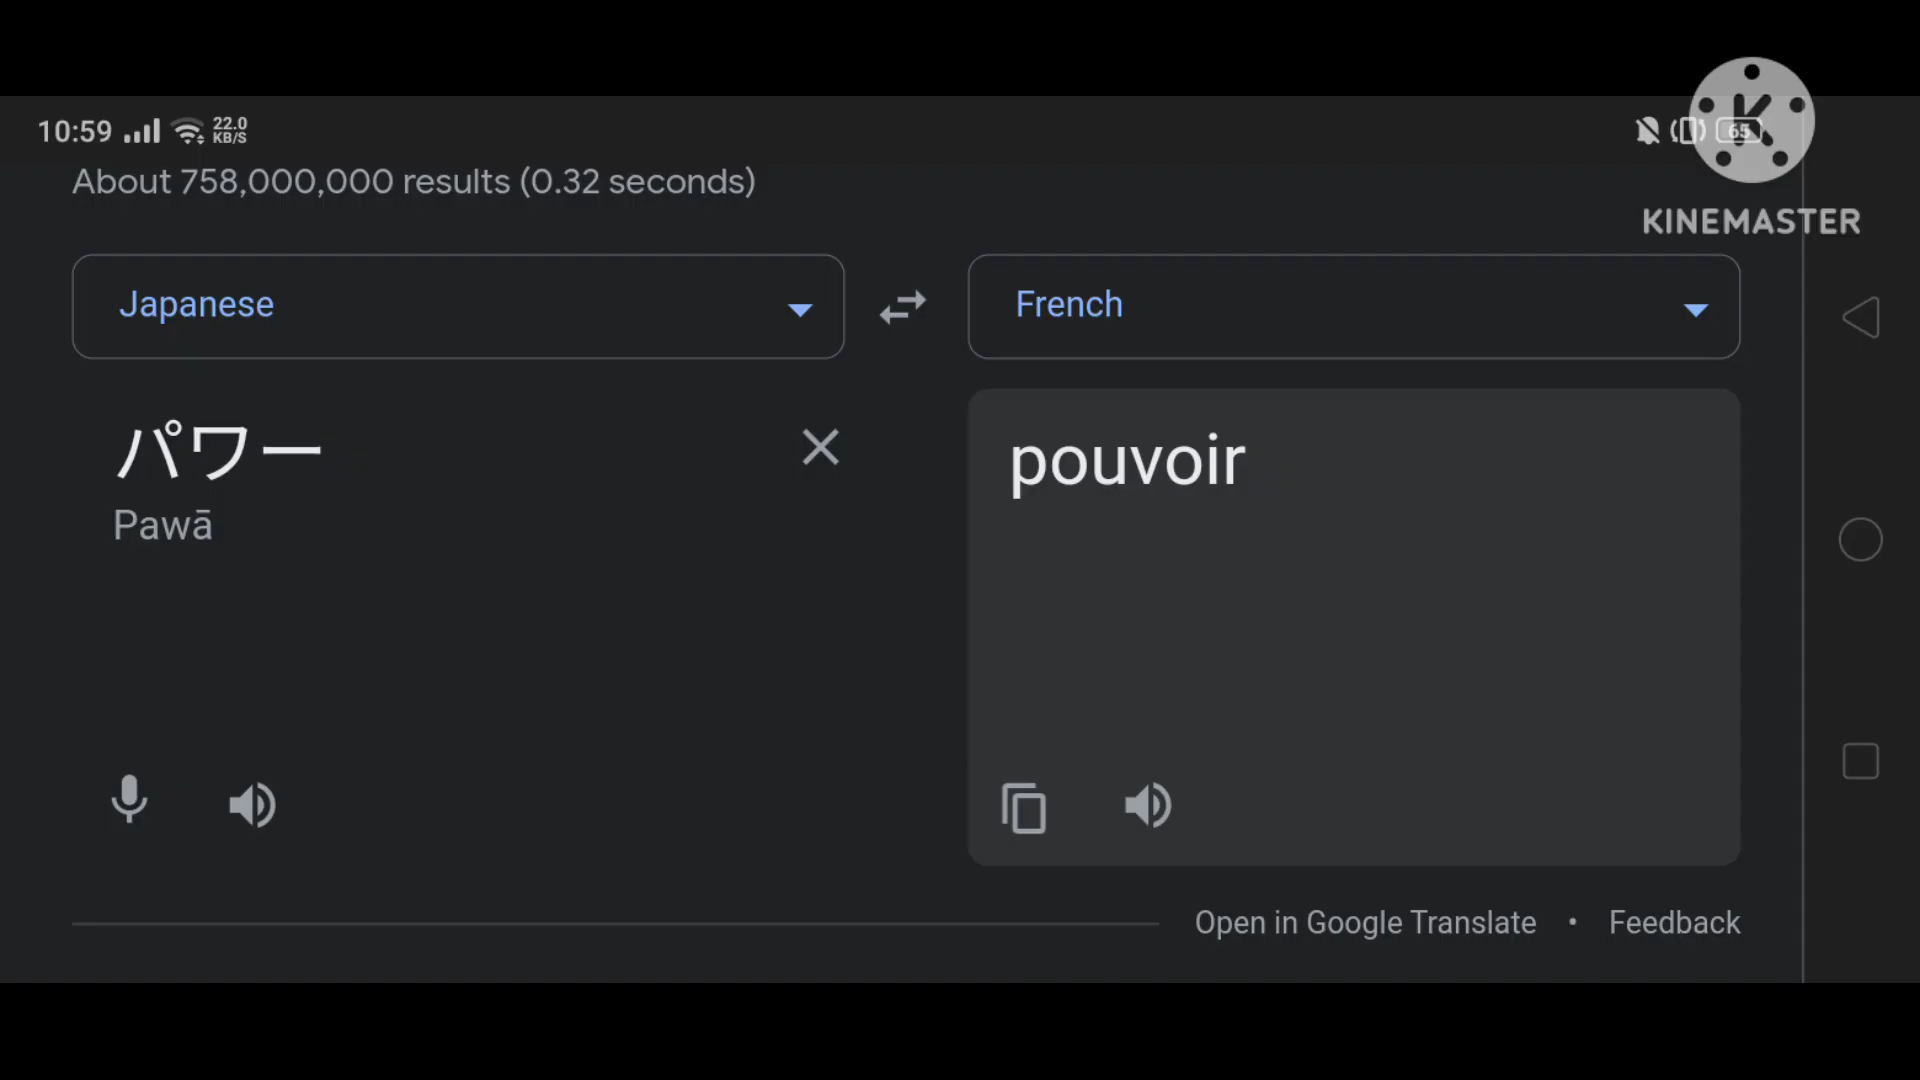 10:59 22.0 KB/S 65
KINEMASTER
About 758,000,000 results (0.32 seconds)
Japanese
French
パワー
Pawā
pouvoir
Open in Google Translate • Feedback